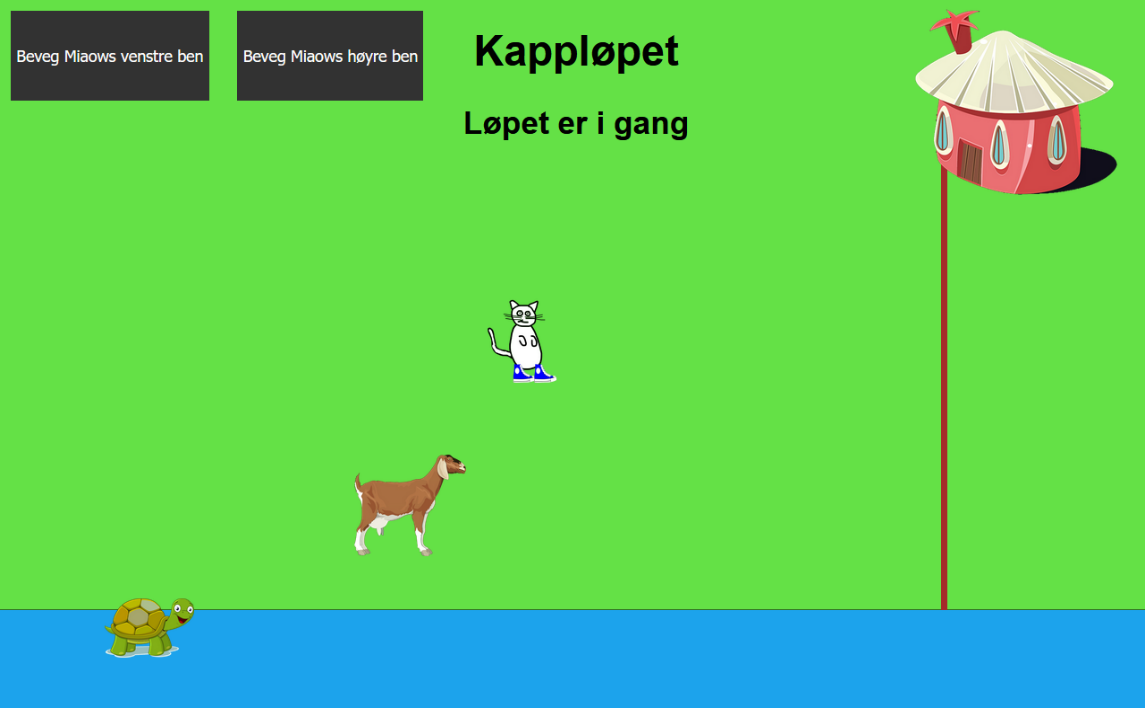 Beveg Miaows venstre ben
Beveg Miaows høyre ben
Kappløpet
Løpet er i gang